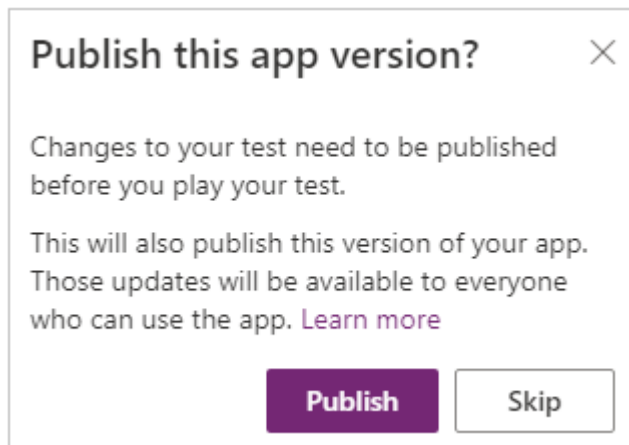 Publish this app version?
Changes to your test need to be published
before you play your test.
This will also publish this version of your app.
Those updates will be available to everyone
who can use the app. Learn more
Publish
Skip